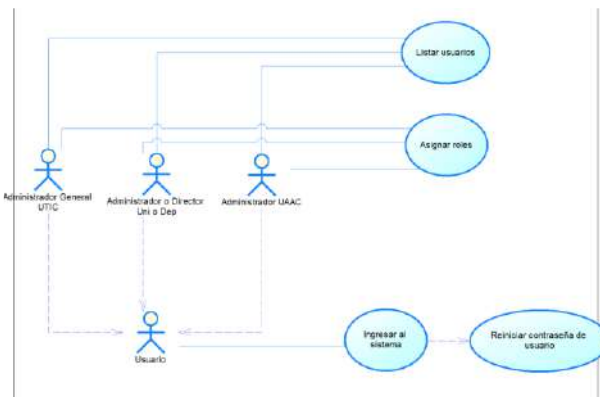 Listar usuarios
Asignar roles
Administrador General
UTIC
Administrador o Director
Uni o Dep
Administrador UAAC
Usuario
Ingresar al
sistema
Reiniciar contraseña de
usuario